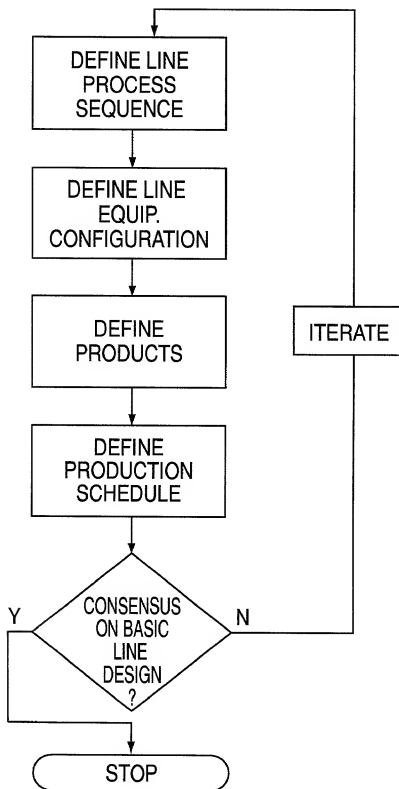 DEFINE LINE
PROCESS
SEQUENCE
DEFINE LINE
EQUIP.
CONFIGURATION
DEFINE
PRODUCTS
ITERATE
DEFINE
PRODUCTION
SCHEDULE
Y
CONSENSUS
ON BASIC
LINE
DESIGN
?
N
STOP